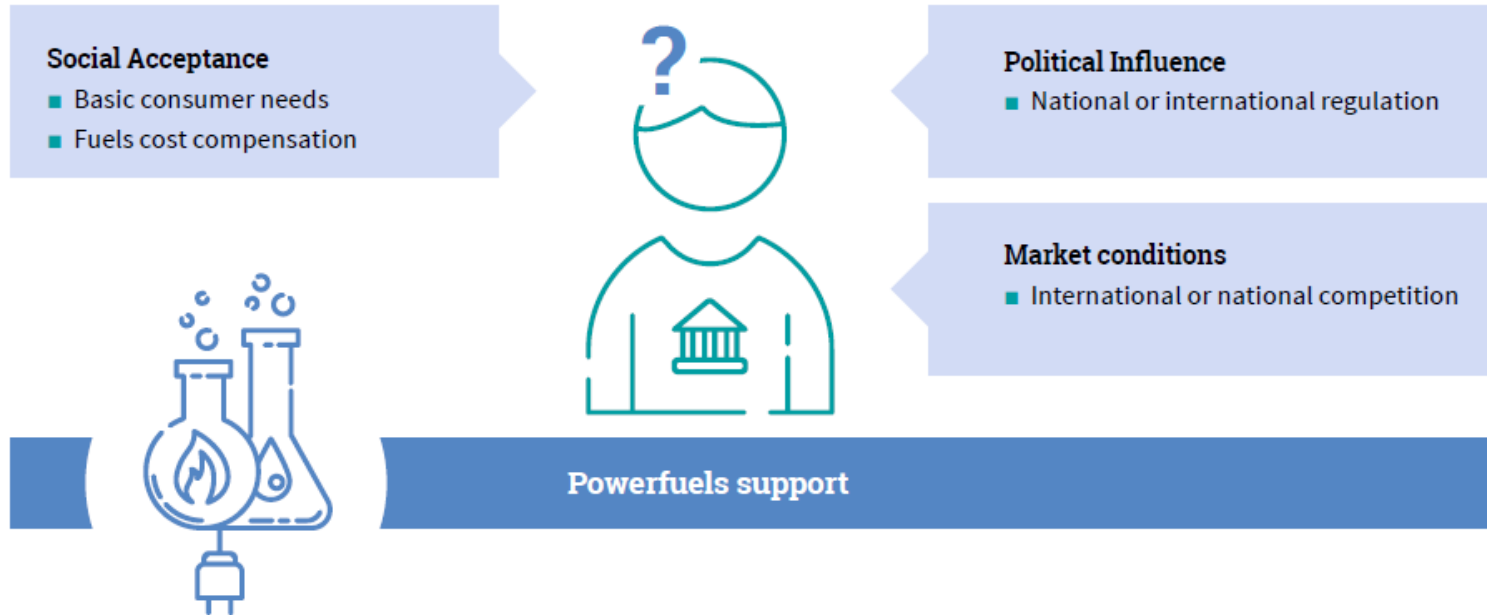 Social Acceptance
■ Basic consumer needs
■ Fuels cost compensation
?
Political Influence
■ National or international regulation
Market conditions
■ International or national competition
Powerfuels support